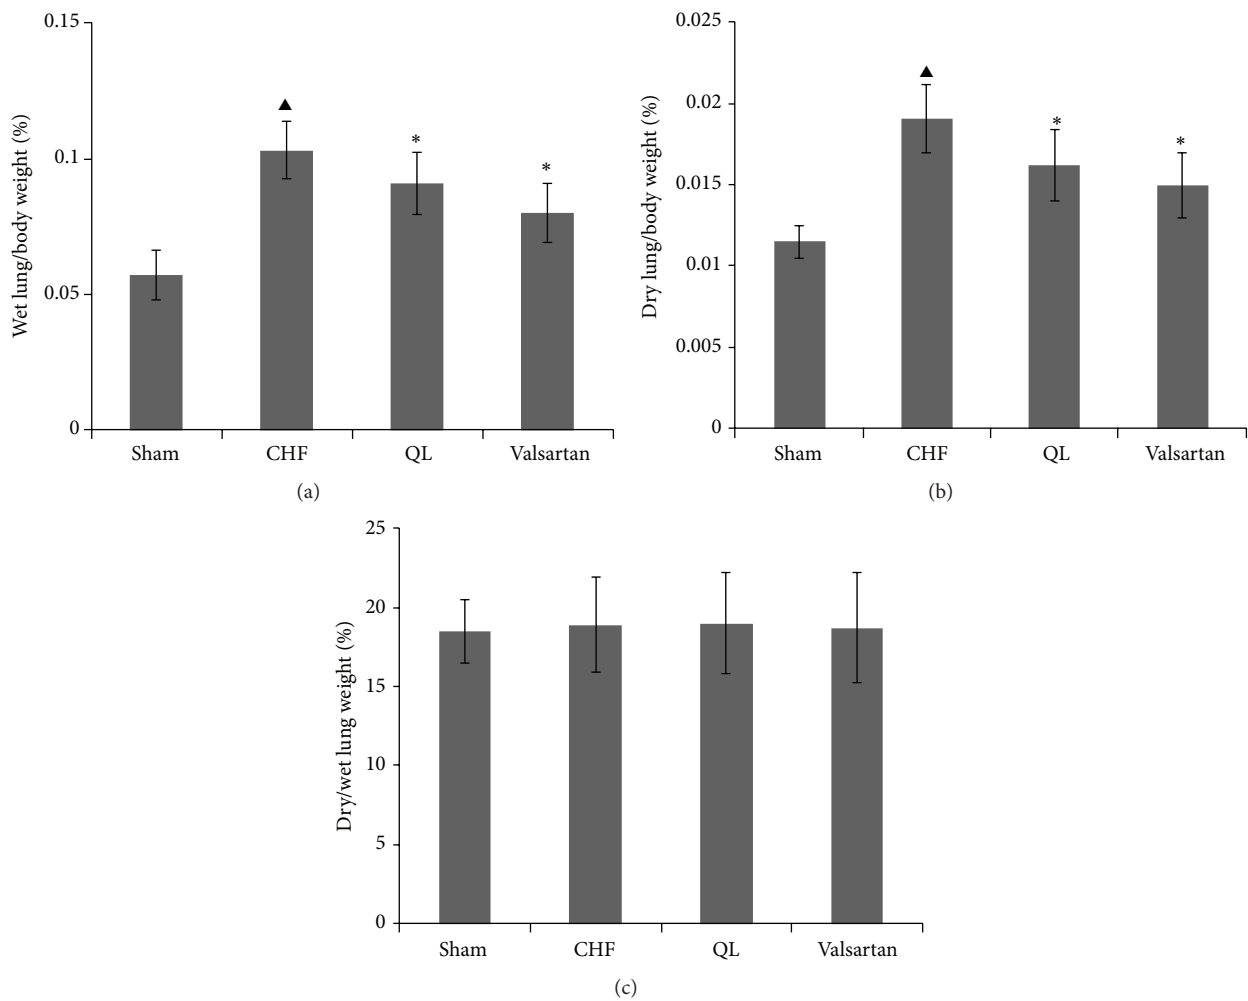 0.15
0.1
0.05
0
Wet lung/body weight (%)
▲
*
*
Sham CHF QL Valsartan
(a)
0.025
0.02
0.015
0.01
0.005
0
Dry lung/body weight (%)
▲
*
*
Sham CHF QL Valsartan
(b)
25
20
15
10
5
0
Dry/wet lung weight (%)
Sham CHF QL Valsartan
(c)